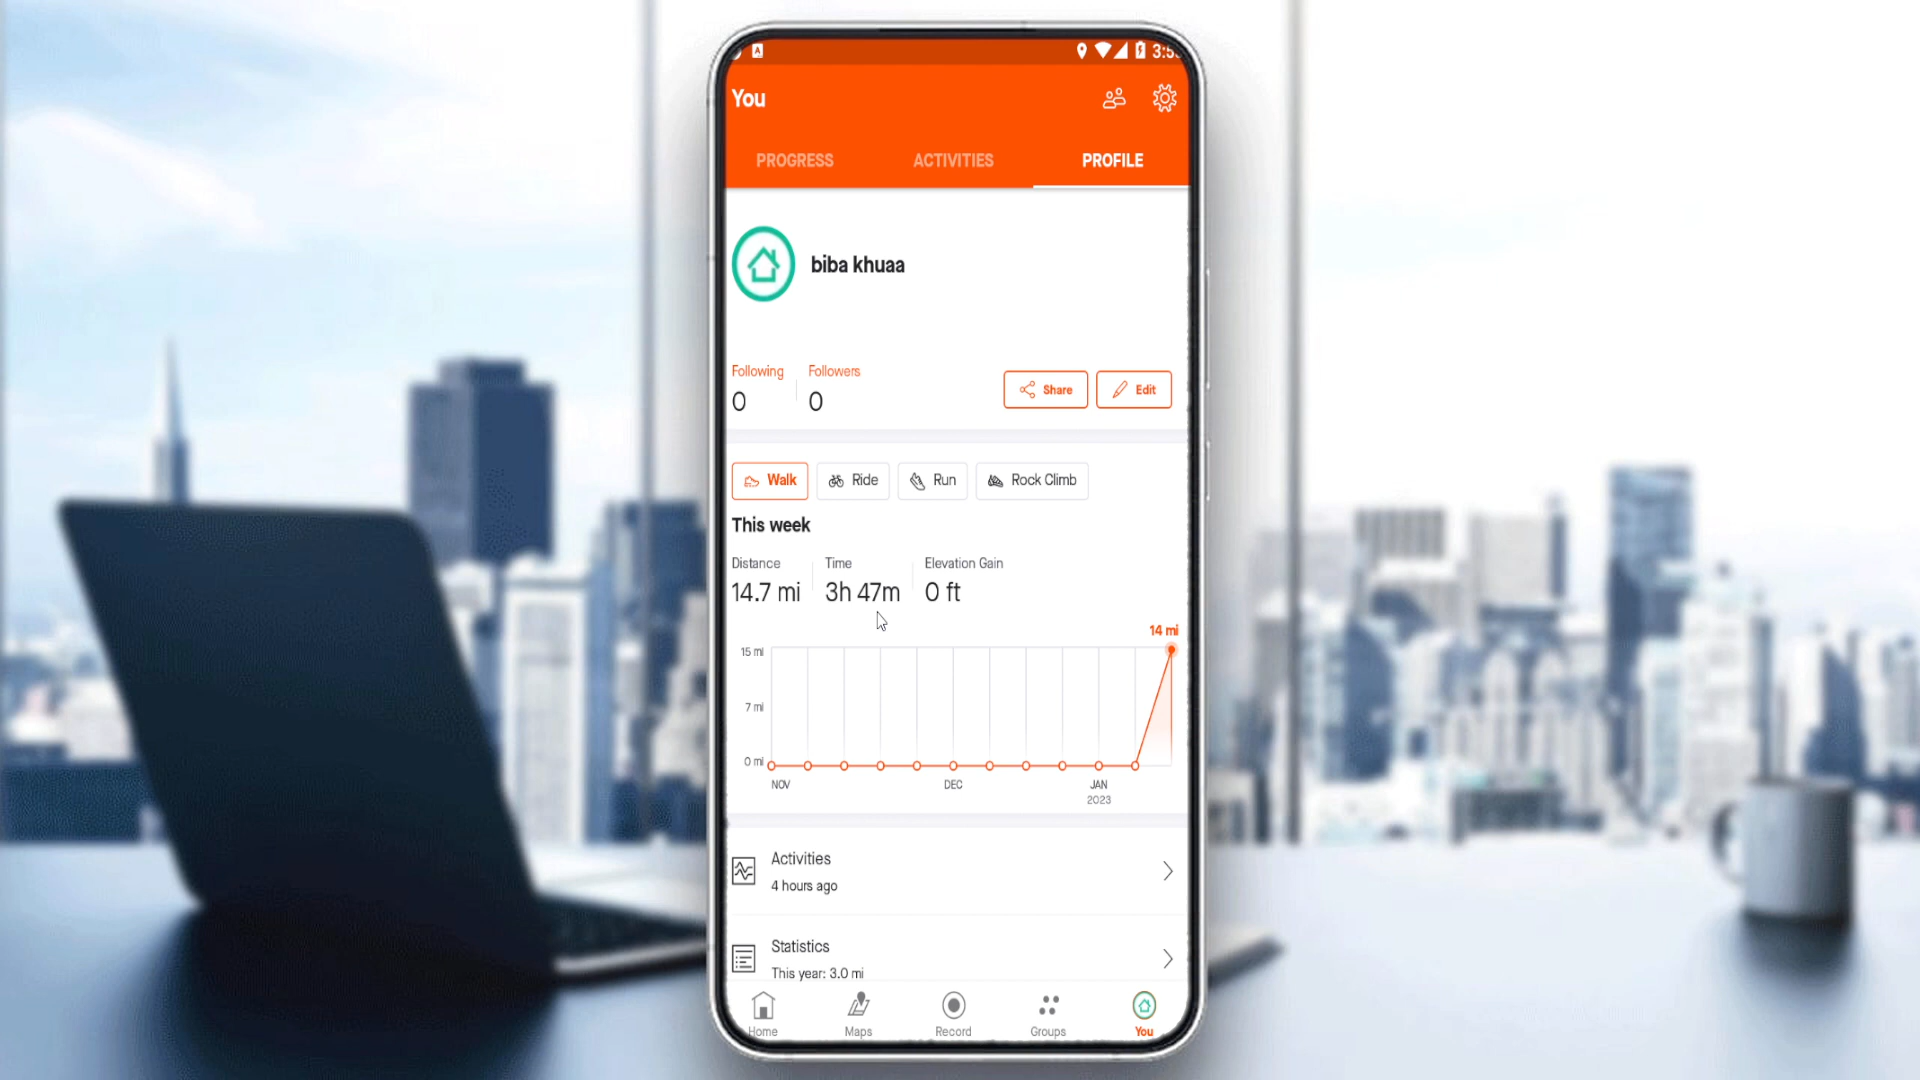 3:5
You
PROGRESS ACTIVITIES PROFILE
biba khuaa
Following Followers
0 0
Share Edit
Walk Ride Run Rock Climb
This week
Distance Time Elevation Gain
14.7 mi 3h 47m 0 ft
14 mi
15 mi
7 mi
0 mi
NOV DEC JAN
2023
Activities
4 hours ago
Statistics
This year: 3.0 mi
Home Maps Record Groups You